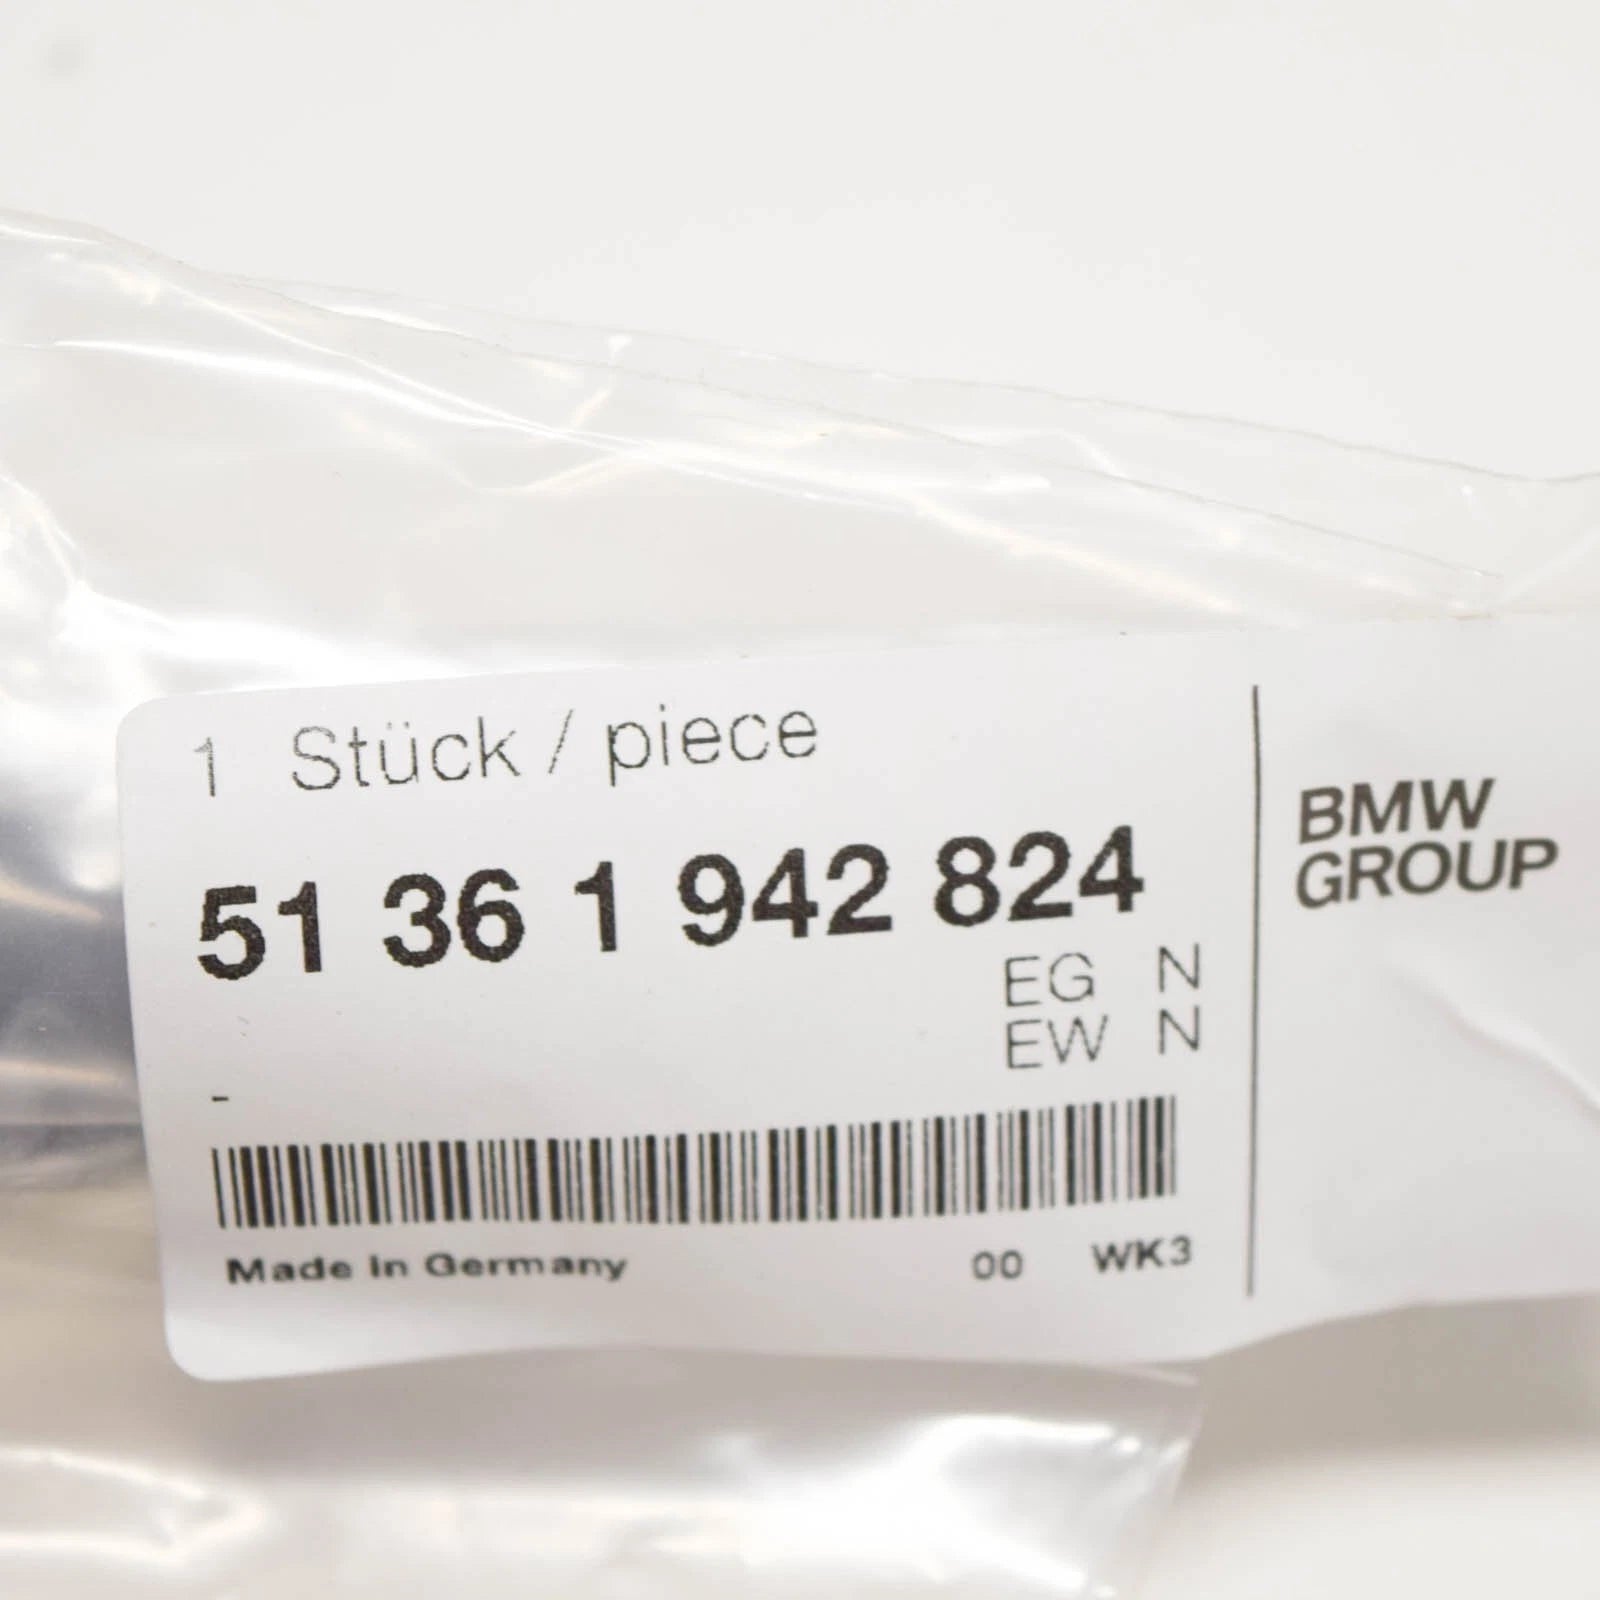 1 Stück / piece
51 36 1 942 824
EG N
EW N
-
Made in Germany 00 WK3
BMW
GROUP